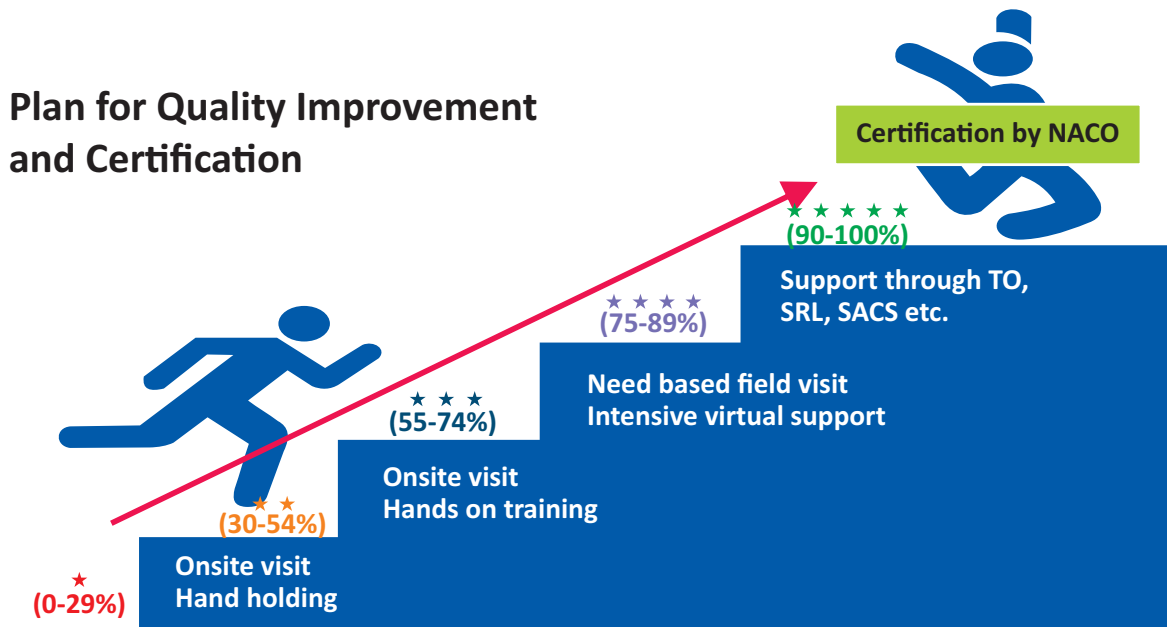 Plan for Quality Improvement
and Certification
Certification by NACO
(90-100%)
Support through TO,
SRL, SACS etc.
(75-89%)
Need based field visit
Intensive virtual support
(55-74%)
Onsite visit
Hands on training
(30-54%)
Onsite visit
Hand holding
(0-29%)